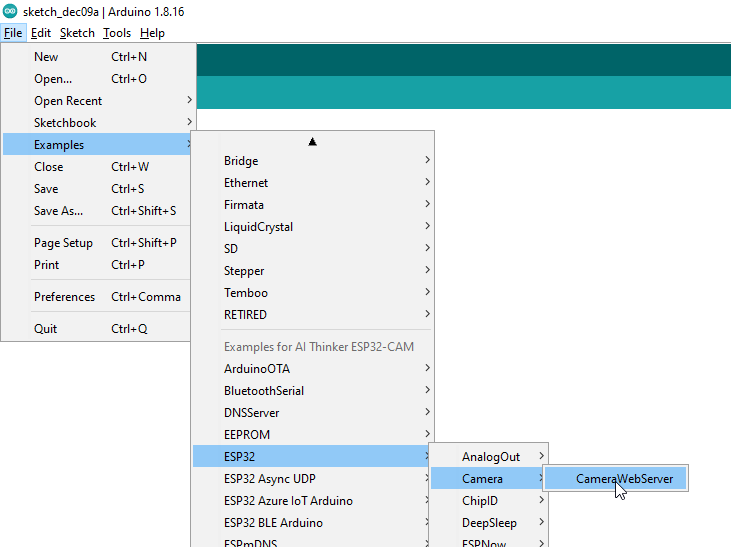 sketch_dec09a | Arduino 1.8.16
File Edit Sketch Tools Help
New Ctrl+N
Open... Ctrl+O
Open Recent
Sketchbook
Examples
Close Ctrl+W
Save Ctrl+S
Save As... Ctrl+Shift+S
Page Setup Ctrl+Shift+P
Print Ctrl+P
Preferences Ctrl+Comma
Quit Ctrl+Q
Bridge
Ethernet
Firmata
LiquidCrystal
SD
Stepper
Temboo
RETIRED
Examples for AI Thinker ESP32-CAM
ArduinoOTA
BluetoothSerial
DNSServer
EEPROM
ESP32
ESP32 Async UDP
ESP32 Azure IoT Arduino
ESP32 BLE Arduino
ESPmDNS
AnalogOut
Camera
ChipID
DeepSleep
ESPNow
CameraWebServer